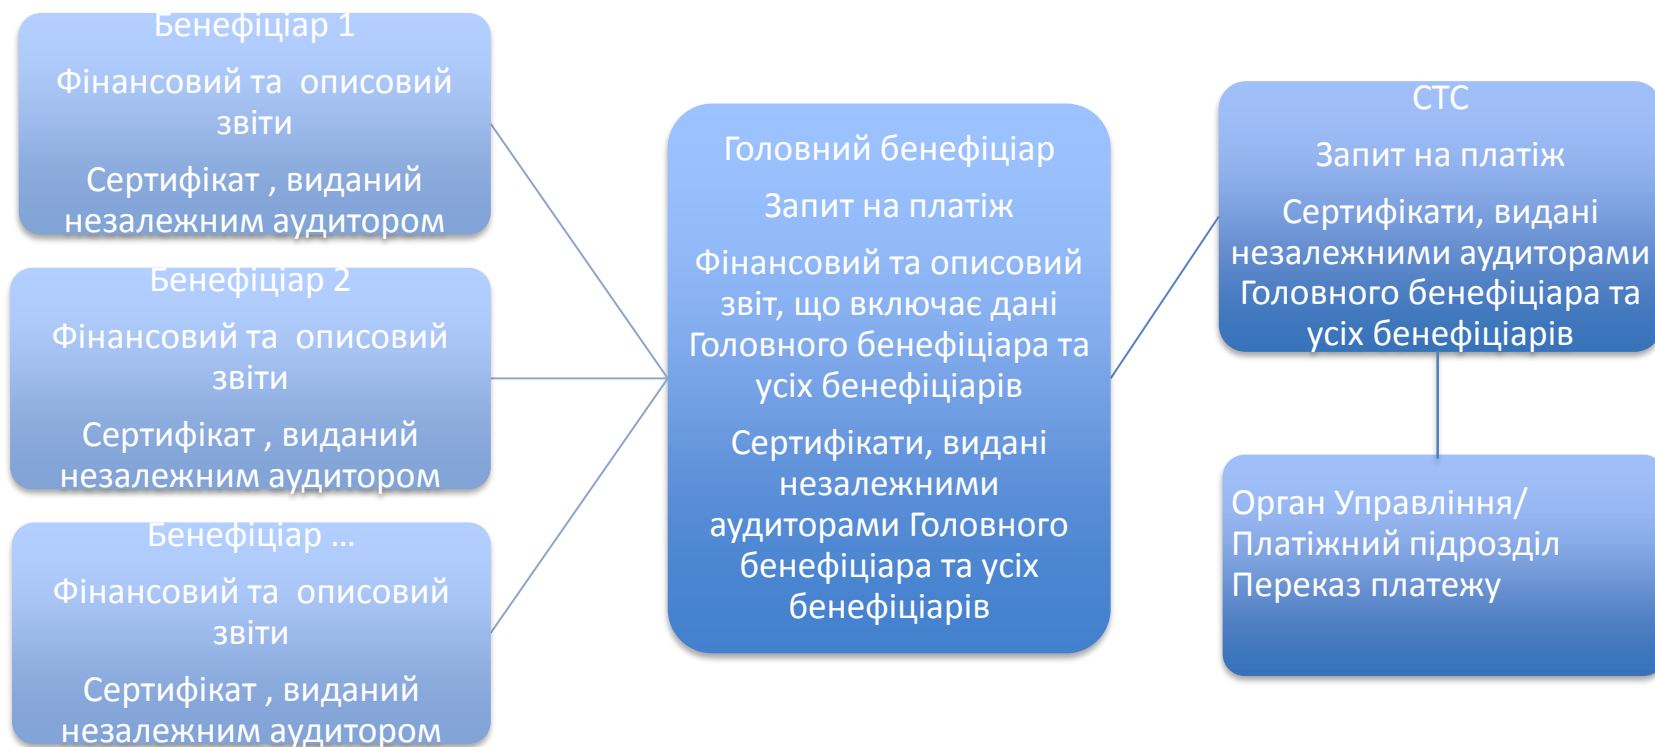 Бенефіціар 1
Фінансовий та описовий
звіти
Сертифікат , виданий
незалежним аудитором
Бенефіціар 2
Фінансовий та описовий
звіти
Сертифікат , виданий
незалежним аудитором
Бенефіціар ...
Фінансовий та описовий
звіти
Сертифікат , виданий
незалежним аудитором
Головний бенефіціар
Запит на платіж
Фінансовий та описовий
звіт, що включає дані
Головного бенефіціара та
усіх бенефіціарів
Сертифікати, видані
незалежними
аудиторами Головного
бенефіціара та усіх
бенефіціарів
СТС
Запит на платіж
Сертифікати, видані
незалежними аудиторами
Головного бенефіціара та
усіх бенефіціарів
Орган Управління/
Платіжний підрозділ
Переказ платежу